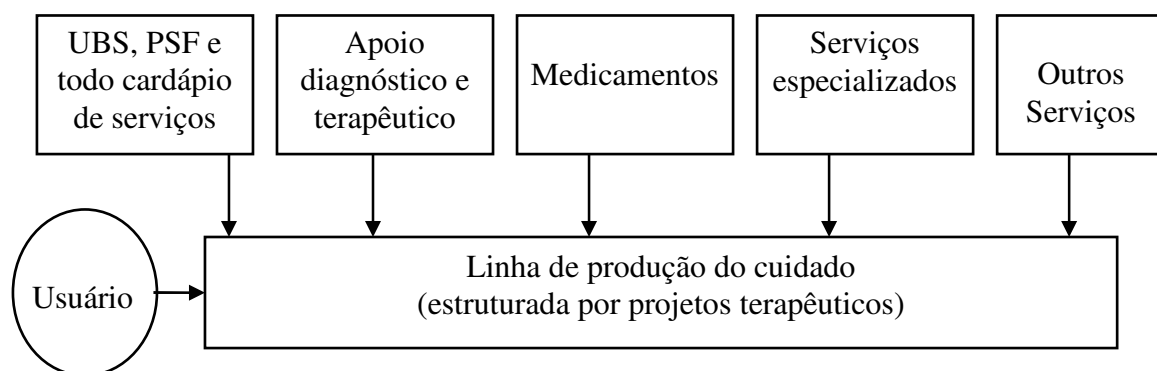 UBS, PSF e
todo cardápio
de serviços
Apoio
diagnóstico e
terapêutico
Medicamentos
Serviços
especializados
Outros
Serviços
Usuário
Linha de produção do cuidado
(estruturada por projetos terapêuticos)